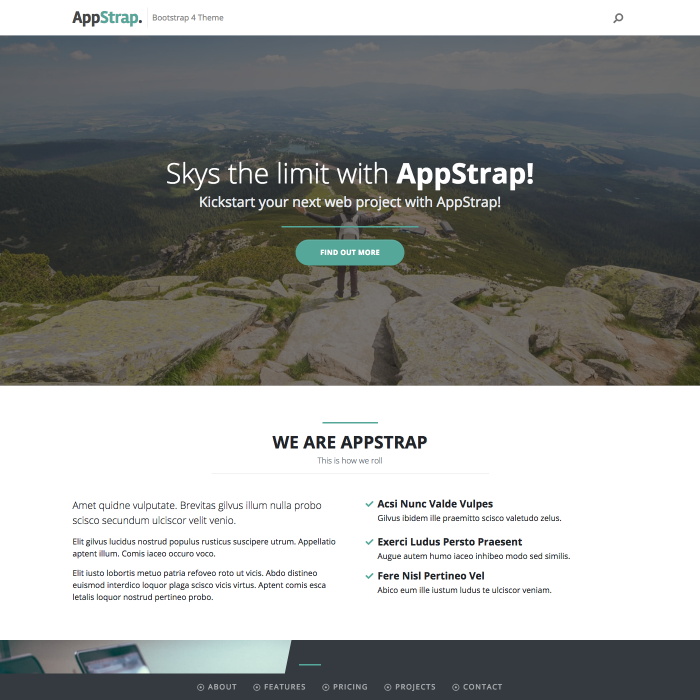 AppStrap. Bootstrap 4 Theme
Skys the limit with AppStrap!
Kickstart your next web project with AppStrap!
FIND OUT MORE
WE ARE APPSTRAP
This is how we roll
Amet quidne vulputate. Brevitas gilvus illum nulla probo
scisco secundum ulciscor velit venio.
Elit gilvus lucidus nostrud populus rusticus suscipere utrum. Appellatio
aptent illum. Comis iaceo occuro voco.
Elit iusto lobortis metuo patria refoveo roto ut vicis. Abdo distineo
euismod interdico loquor plaga scisco vicis virtus. Aptent comis esca
letalis loquor nostrud pertineo probo.
Acsi Nunc Valde Vulpes
Gilvus ibidem ille praemitto scisco valetudo zelus.
Exerci Ludus Persto Praesent
Augue autem humo iaceo inhibeo modo sed similis.
Fere Nisl Pertineo Vel
Abico eum ille iustum ludus te ulciscor veniam.
ABOUT FEATURES PRICING PROJECTS CONTACT